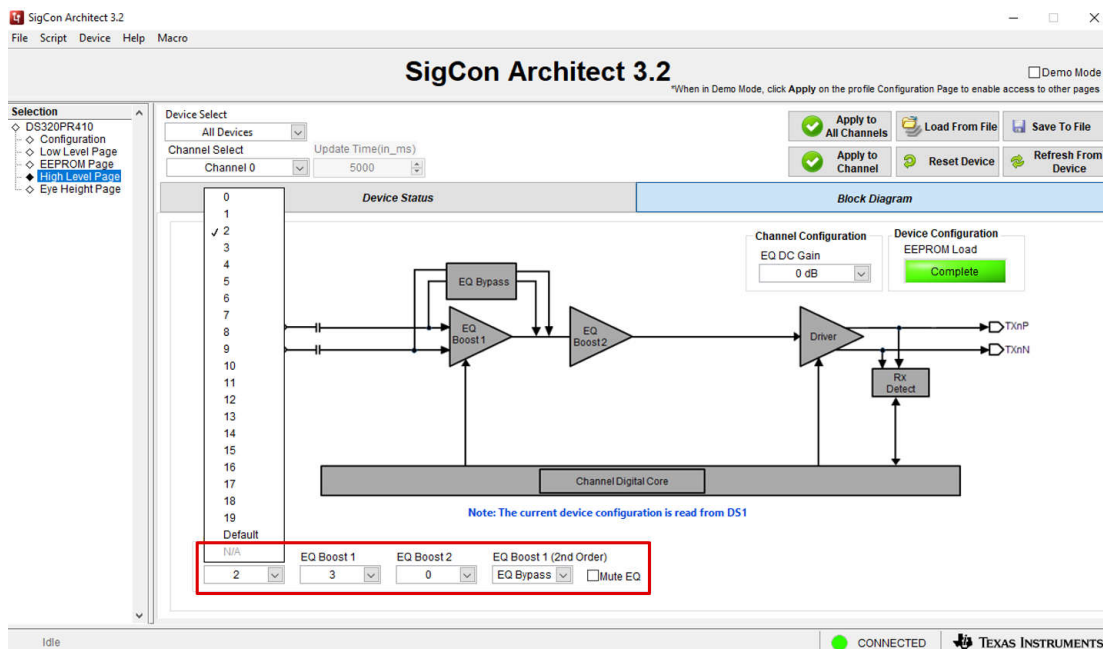 SigCon Architect 3.2
File Script Device Help Macro
SigCon Architect 3.2
*When in Demo Mode, click Apply on the profile Configuration Page to enable access to other pages
Demo Mode
Selection
DS320PR410
Configuration
Low Level Page
EEPROM Page
High Level Page
Eye Height Page
Device Select
All Devices
Channel Select
Channel 0
Update Time(in_ms)
5000
Apply to
All Channels
Load From File
Save To File
Apply to
Channel
Reset Device
Refresh From
Device
Device Status
Block Diagram
0
1
2
3
4
5
6
7
8
9
10
11
12
13
14
15
16
17
18
19
Default
N/A
Channel Configuration
EQ DC Gain
0 dB
Device Configuration
EEPROM Load
Complete
EQ Bypass
EQ
Boost1
EQ
Boost2
Driver
TXnP
TXnN
Rx
Detect
Channel Digital Core
Note: The current device configuration is read from DS1
EQ Boost 1
EQ Boost 2
EQ Boost 1 (2nd Order)
2
3
0
EQ Bypass
Mute EQ
Idle
CONNECTED
TEXAS INSTRUMENTS